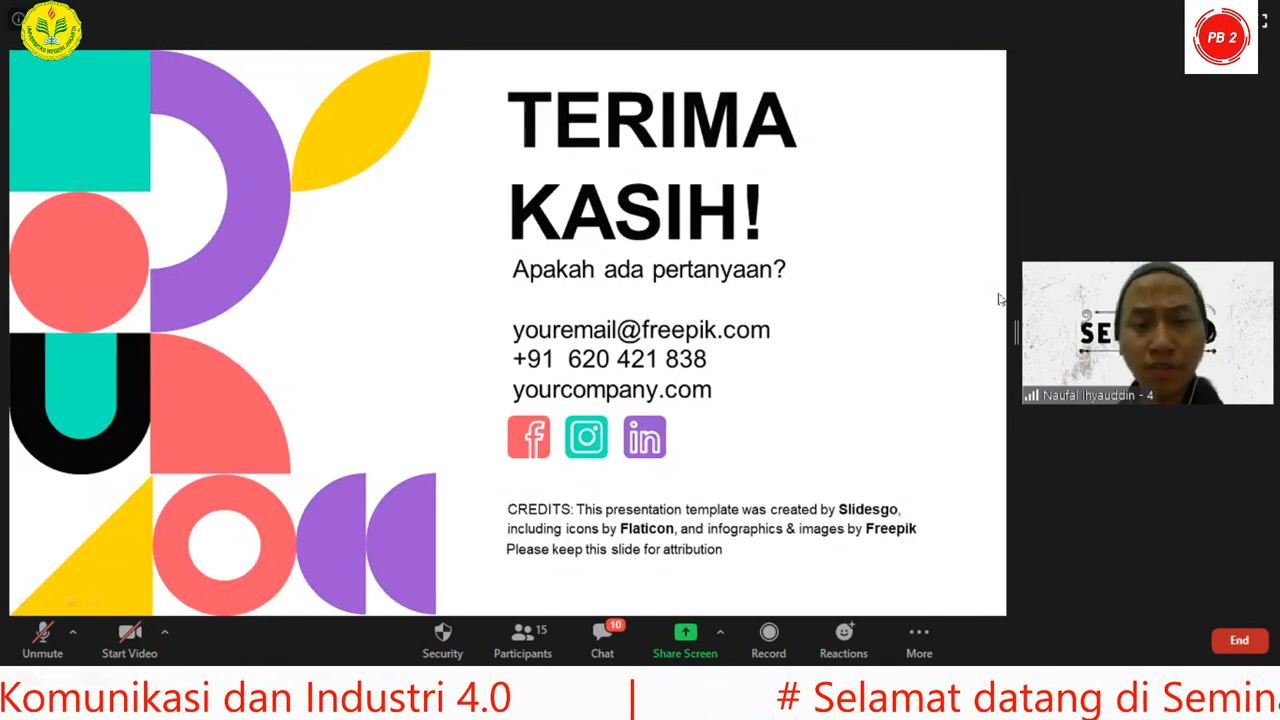 UNIVERSITAS NEGERI JAKARTA
PB 2
TERIMA
KASIH!
Apakah ada pertanyaan?
youremail@freepik.com
+91 620 421 838
yourcompany.com
CREDITS: This presentation template was created by Slidesgo,
including icons by Flaticon, and infographics & images by Freepik
Please keep this slide for attribution
Naufal Ihyauddin - 4
Unmute
Start Video
Security
15
Participants
10
Chat
Share Screen
Record
Reactions
More
End
Komunikasi dan Industri 4.0 | # Selamat datang di Semin